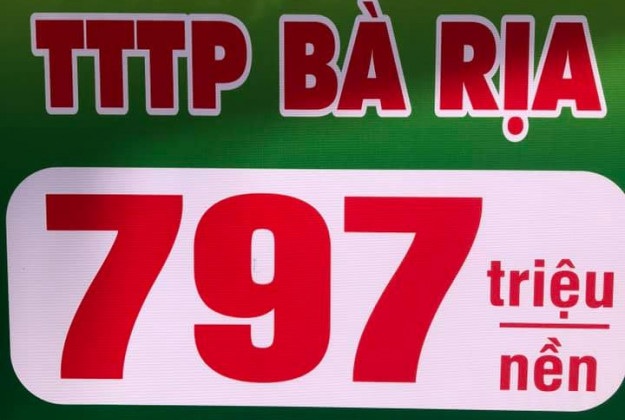 TTTP BÀ RỊA
797 triệu
nền